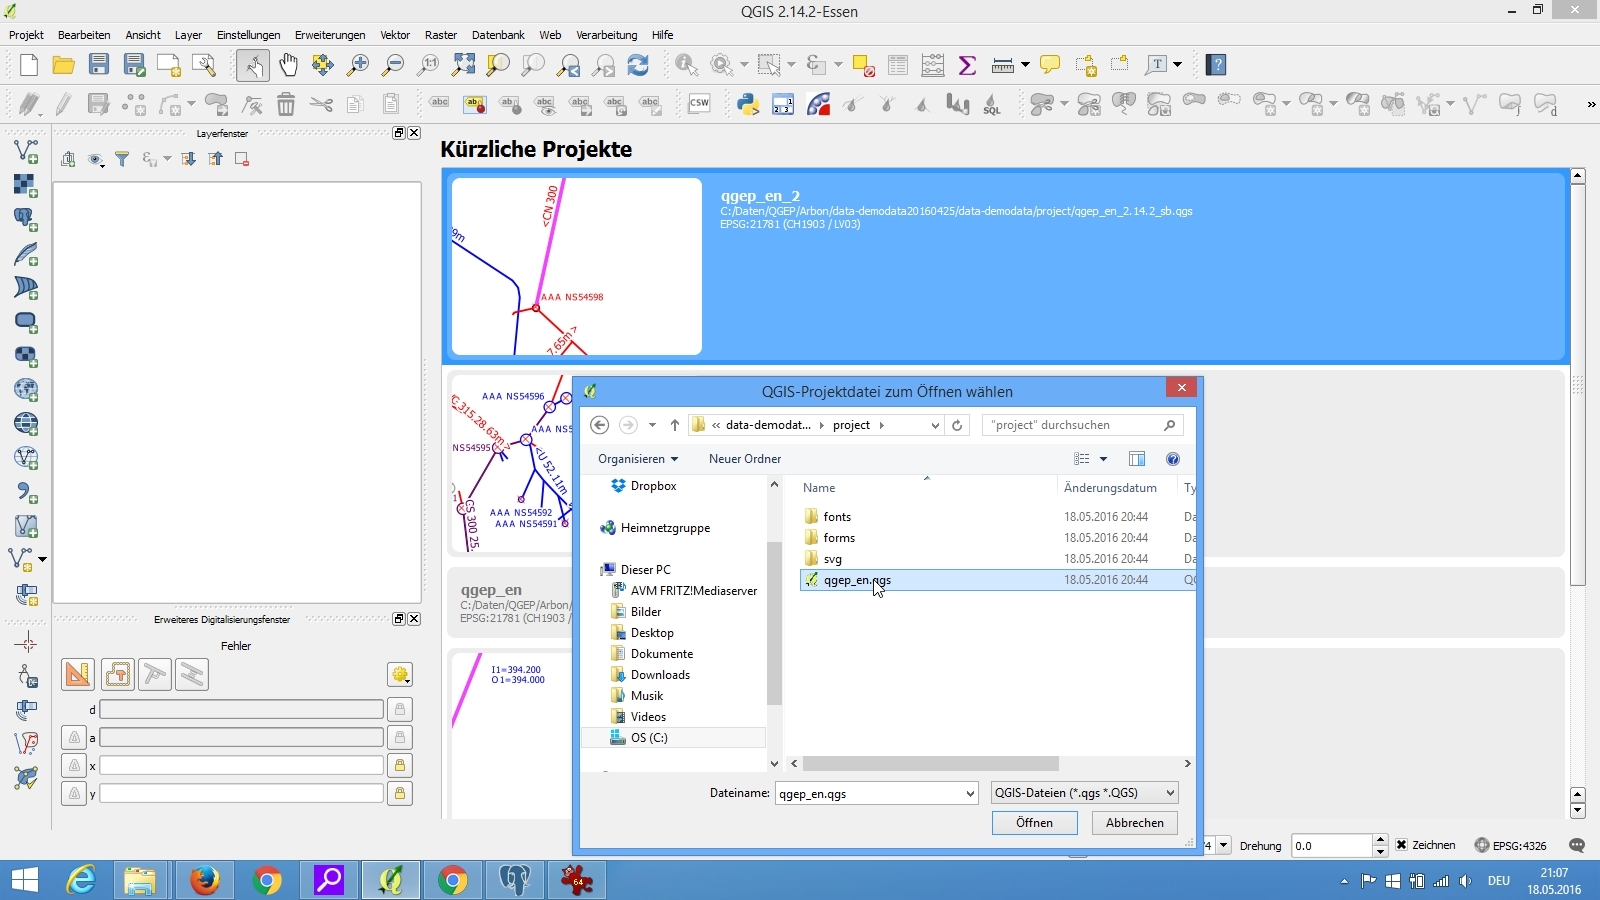 QGIS 2.14.2-Essen
Projekt Bearbeiten Ansicht Layer Einstellungen Erweiterungen Vektor Raster Datenbank Web Verarbeitung Hilfe
Layerfenster
Kürzliche Projekte
<CN 300
AAA NS54598
7.65m >
qgep_en_2
C:/Daten/QGEP/Arbon/data-demodata20160425/data-demodata/project/qgep_en_2.14.2_sb.qgs
EPSG:21781 (CH1903 / LV03)
AAA NS54596
315,28.63m>
AAA NS5
NS54595
<U 52.11m
AAA NS54592
AAA NS54591
CS 300 25.
qgep_en
C:/Daten/QGEP/Arbon/
EPSG:21781 (CH1903 /
I1=394.200
O1=394.000
QGIS-Projektdatei zum Öffnen wählen
data-demodat... project
"project" durchsuchen
Organisieren Neuer Ordner
Dropbox
Heimnetzgruppe
Dieser PC
AVM FRITZ!Mediaserver
Bilder
Desktop
Dokumente
Downloads
Musik
Videos
OS (C:)
Name Änderungsdatum Ty
fonts 18.05.2016 20:44 Da
forms 18.05.2016 20:44 Da
svg 18.05.2016 20:44 Da
qgep_en.qgs 18.05.2016 20:44 QG
Dateiname: qgep_en.qgs QGIS-Dateien (*.qgs *.QGS)
Öffnen Abbrechen
Erweitertes Digitalisierungsfenster
Fehler
d
a
x
y
Drehung 0.0 Zeichnen EPSG:4326
64
DEU
21:07
18.05.2016